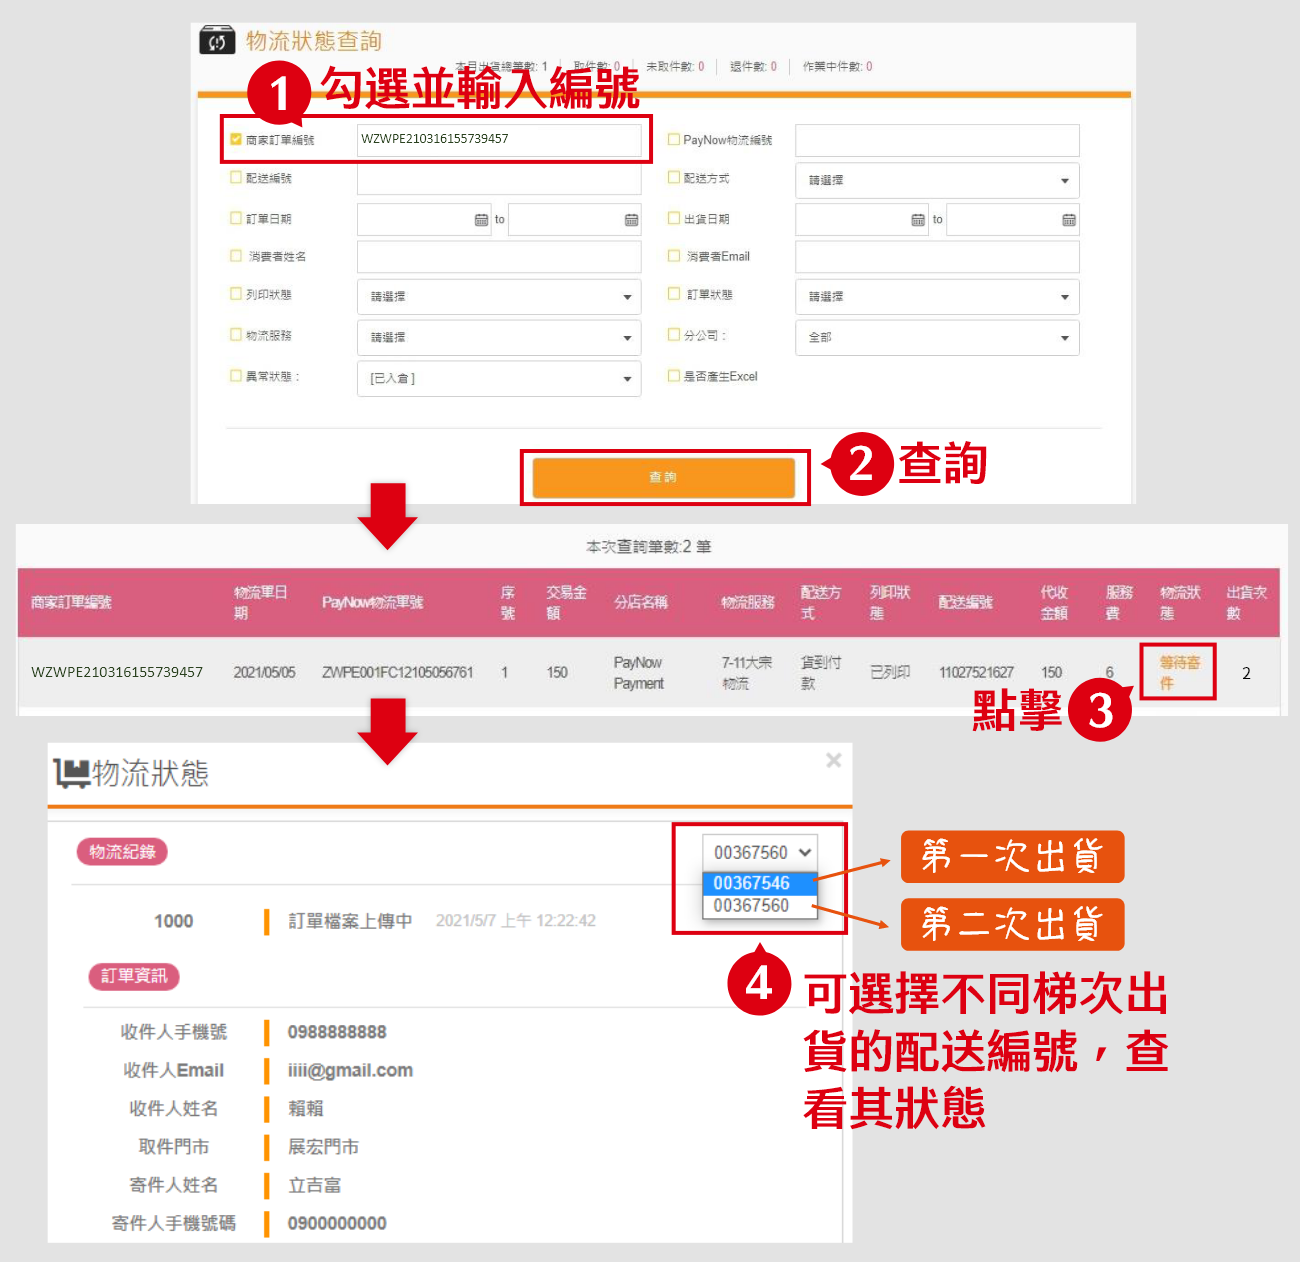 物流狀態查詢
本月出貨總筆數: 1 取件數: 0 未取件數: 0 退件數: 0 作業中件數: 0
1 勾選並輸入編號
商家訂單編號 WZWPE210316155739457 PayNow物流編號
配送編號 配送方式 請選擇
訂單日期 to 出貨日期 to
消費者姓名 消費者Email
列印狀態 請選擇 訂單狀態 請選擇
物流服務 請選擇 分公司： 全部
異常狀態： [已入倉 ] 是否產生Excel
查詢
2 查詢
本次查詢筆數:2 筆
商家訂單編號 物流單日期 PayNow物流單號 序號 交易金額 分店名稱 物流服務 配送方式 列印狀態 配送編號 代收金額 服務費 物流狀態 出貨次數
WZWPE210316155739457 2021/05/05 ZWPE001FC12105056761 1 150 PayNow Payment 7-11大宗物流 貨到付款 已列印 11027521627 150 6 等待寄件 2
點擊 3
物流狀態 ×
物流紀錄 00367560
00367546 第一次出貨
00367560 第二次出貨
1000 訂單檔案上傳中 2021/5/7 上午 12:22:42
訂單資訊
4 可選擇不同梯次出
貨的配送編號，查
看其狀態
收件人手機號 0988888888
收件人Email iiii@gmail.com
收件人姓名 賴賴
取件門市 展宏門市
寄件人姓名 立吉富
寄件人手機號碼 0900000000